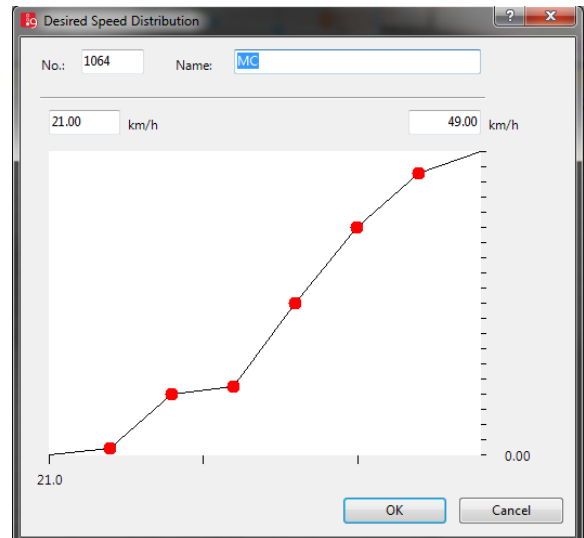 Desired Speed Distribution
No.: 1064 Name: MC
21.00 km/h 49.00 km/h
0.00
21.0
OK Cancel